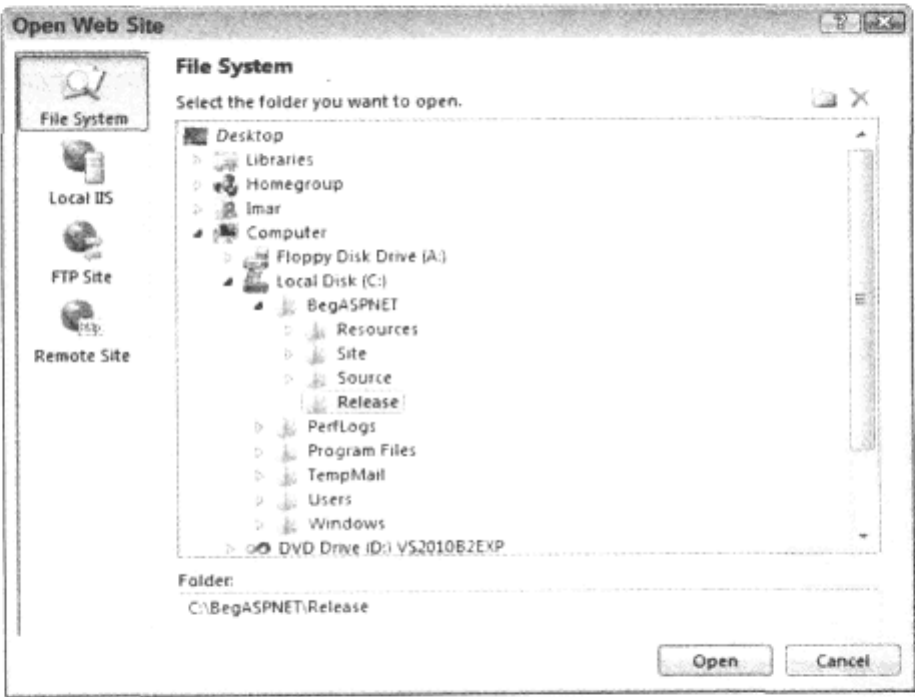 Open Web Site
File System
Local IIS
FTP Site
Remote Site
File System
Select the folder you want to open.
Desktop
Libraries
Homegroup
Imar
Computer
Floppy Disk Drive (A:)
Local Disk (C:)
BegASPNET
Resources
Site
Source
Release
PerfLogs
Program Files
TempMail
Users
Windows
DVD Drive (D:) VS2010B2EXP
Folder:
C:\BegASPNET\Release
Open
Cancel